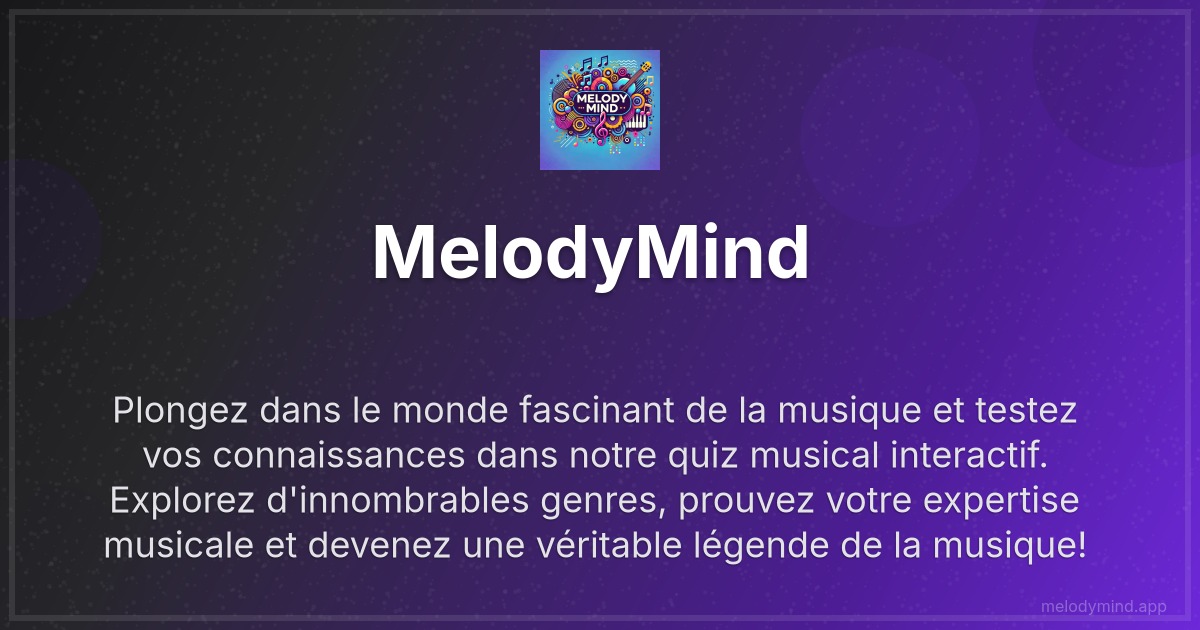 MELODY
MIND
MelodyMind
Plongez dans le monde fascinant de la musique et testez
vos connaissances dans notre quiz musical interactif.
Explorez d'innombrables genres, prouvez votre expertise
musicale et devenez une véritable légende de la musique!
melodymind.app